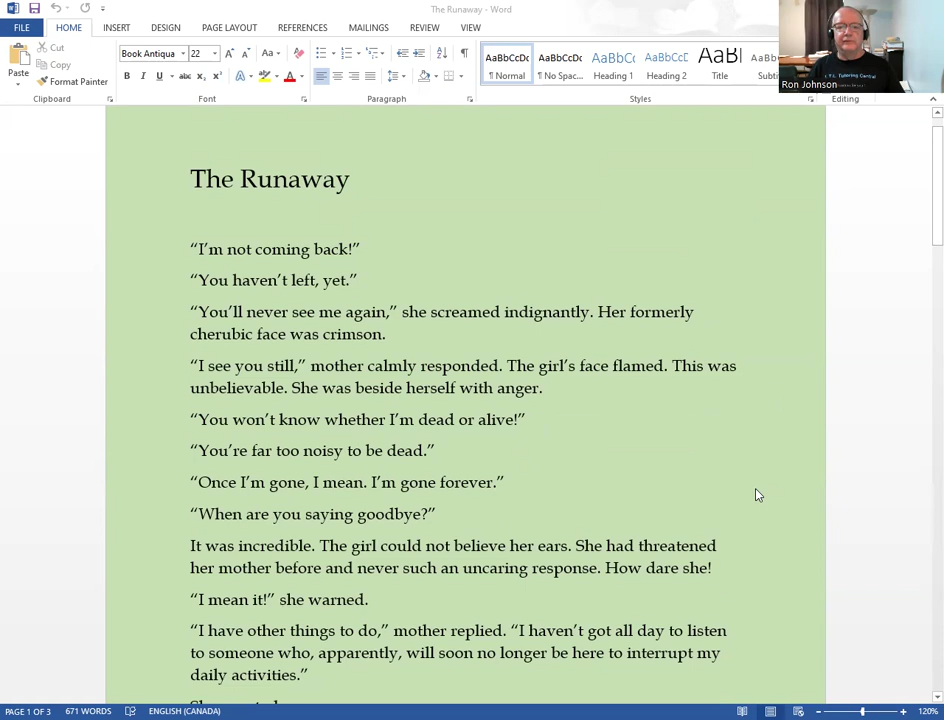 The Runaway - Word
FILE HOME INSERT DESIGN PAGE LAYOUT REFERENCES MAILINGS REVIEW VIEW
Cut
Copy
Format Painter
Paste
Book Antiqua 22
AaBbCcDc AaBbCcDc AaBbCc AaBbCcD AaBl
¶ Normal ¶ No Spac... Heading 1 Heading 2 Title
Clipboard Font Paragraph Styles Editing
Ron Johnson
The Runaway
“I’m not coming back!”
“You haven’t left, yet.”
“You’ll never see me again,” she screamed indignantly. Her formerly
cherubic face was crimson.
“I see you still,” mother calmly responded. The girl’s face flamed. This was
unbelievable. She was beside herself with anger.
“You won’t know whether I’m dead or alive!”
“You’re far too noisy to be dead.”
“Once I’m gone, I mean. I’m gone forever.”
“When are you saying goodbye?”
It was incredible. The girl could not believe her ears. She had threatened
her mother before and never such an uncaring response. How dare she!
“I mean it!” she warned.
“I have other things to do,” mother replied. “I haven’t got all day to listen
to someone who, apparently, will soon no longer be here to interrupt my
daily activities.”
PAGE 1 OF 3 671 WORDS ENGLISH (CANADA) 120%